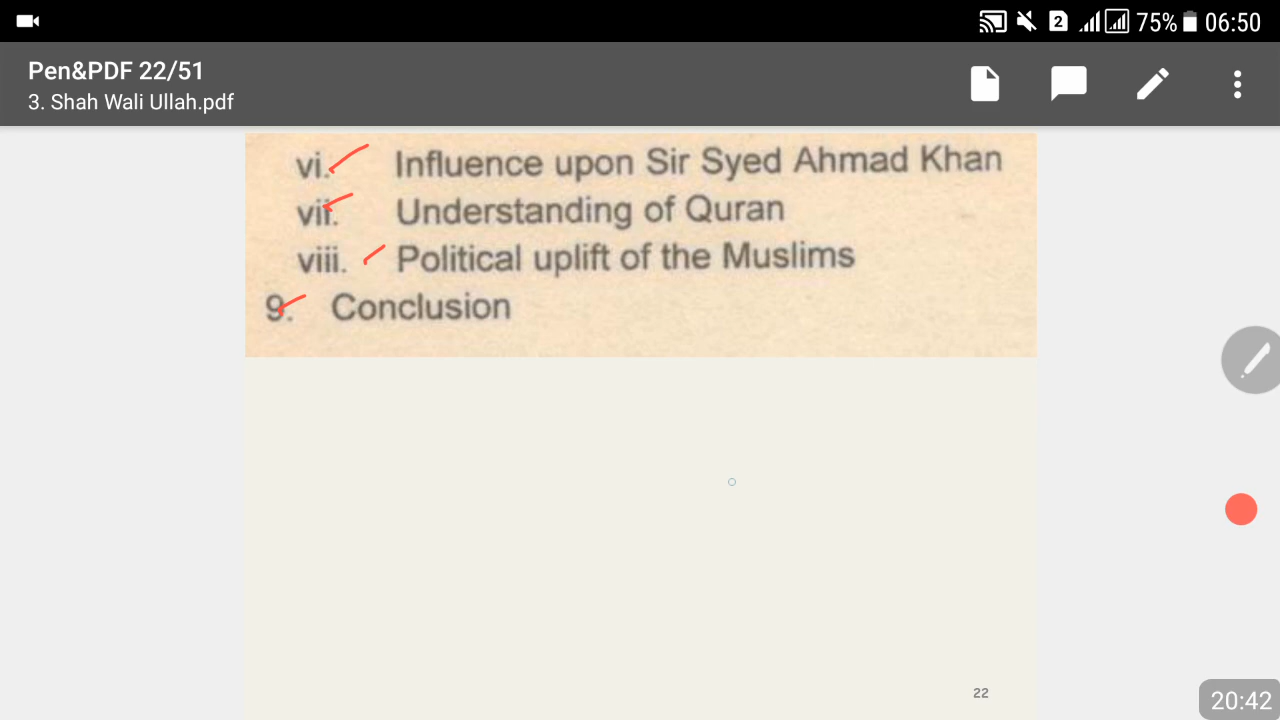 2 75% 06:50
Pen&PDF 22/51
3. Shah Wali Ullah.pdf
vi. Influence upon Sir Syed Ahmad Khan
vii. Understanding of Quran
viii. Political uplift of the Muslims
9. Conclusion
22
20:42